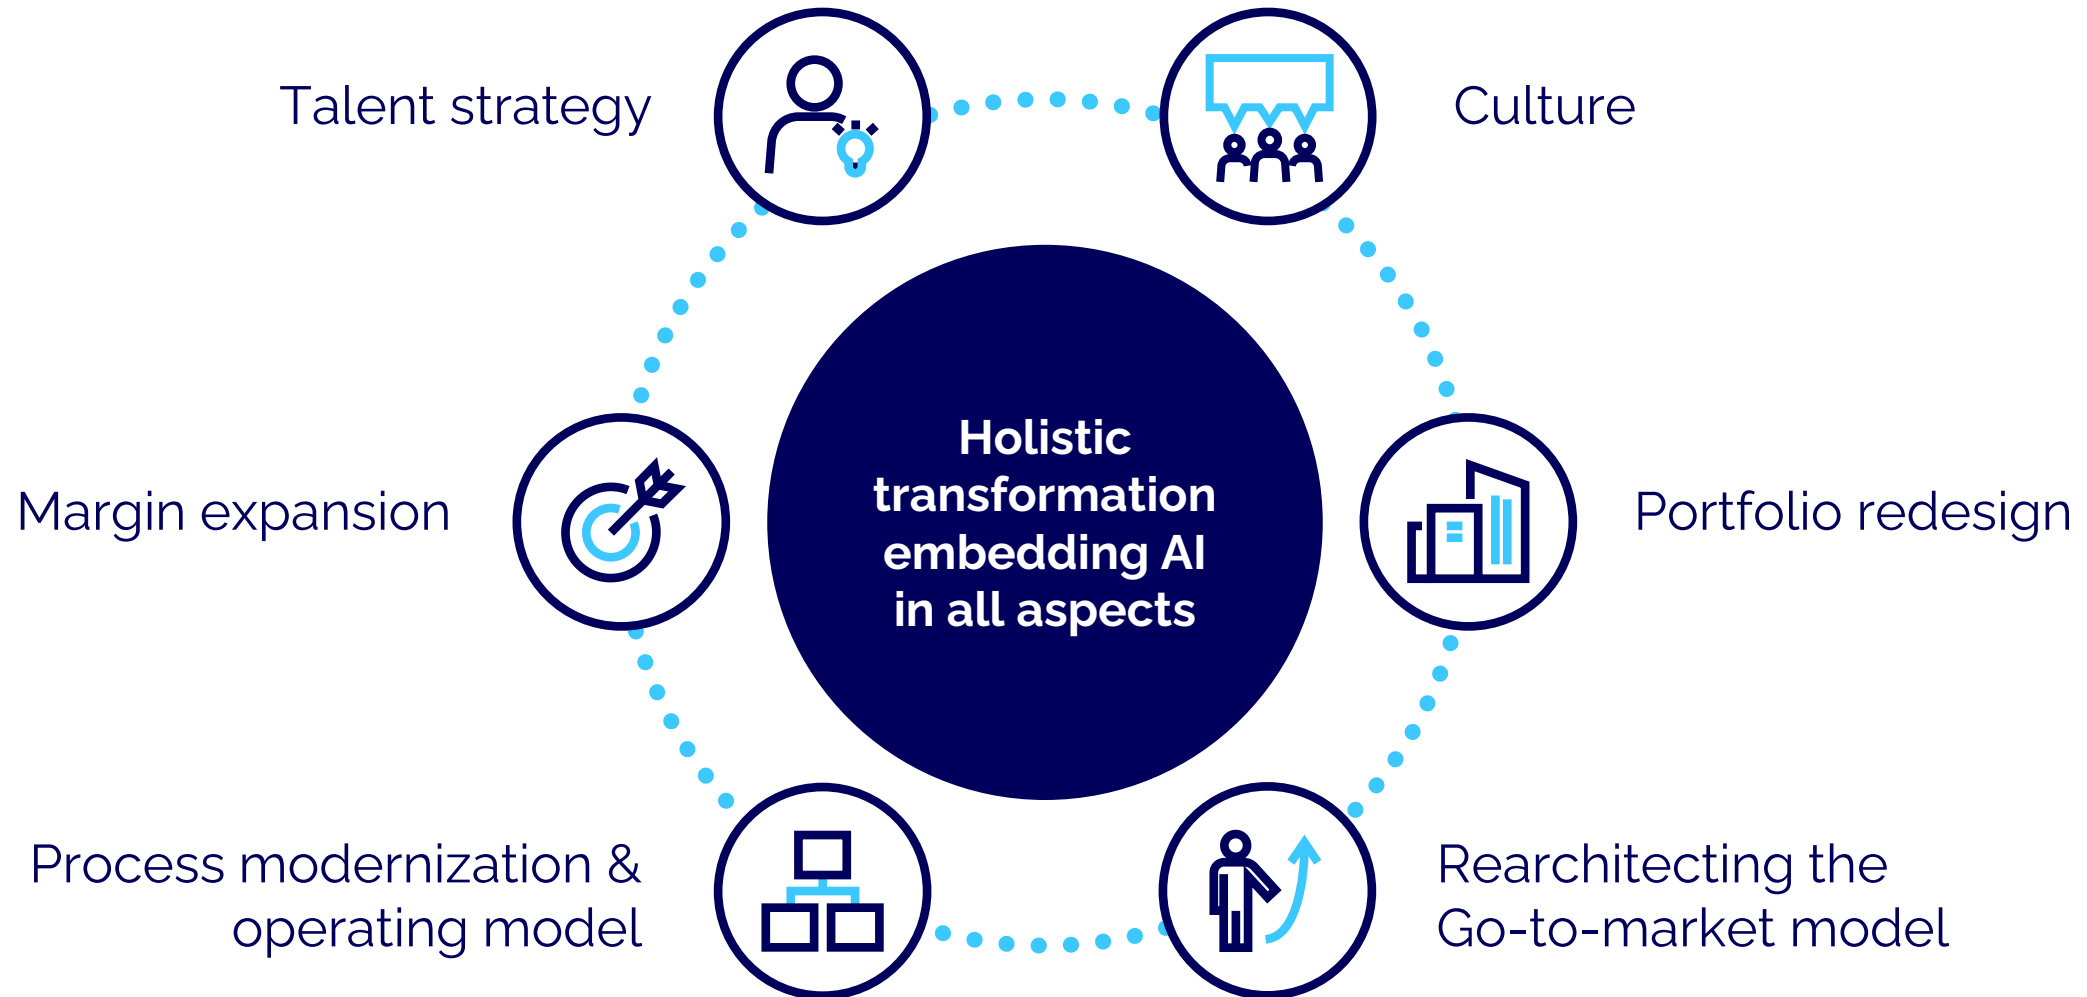 Talent strategy
Culture
Holistic
transformation
embedding AI
in all aspects
Margin expansion
Portfolio redesign
Process modernization &
operating model
Rearchitecting the
Go-to-market model